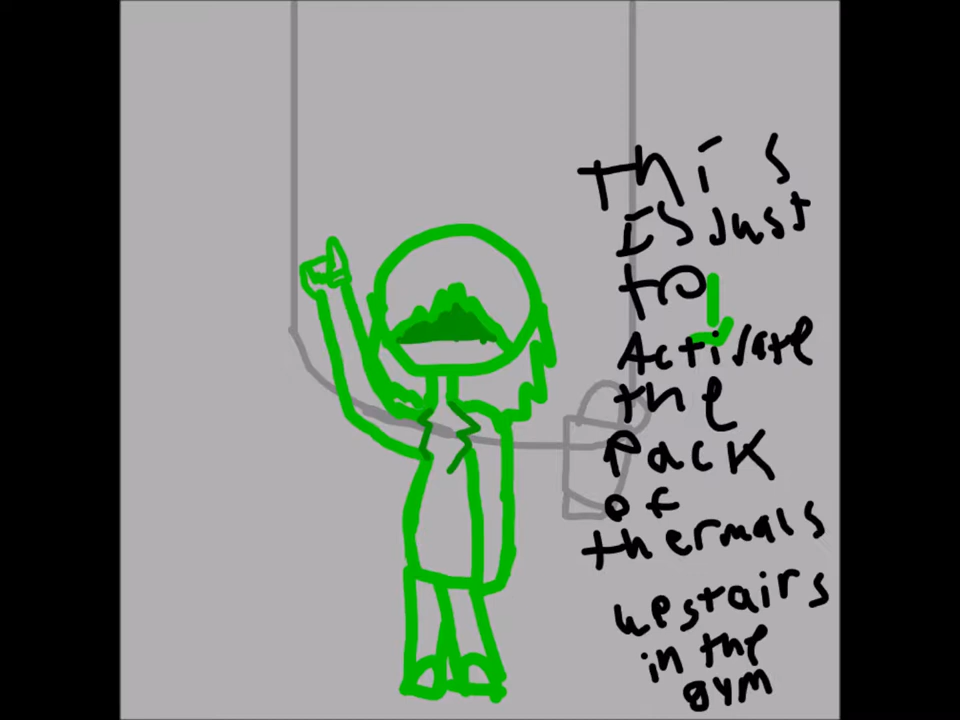 this
is just
to
Activate
the
pack
of
thermals
upstairs
in the
gym